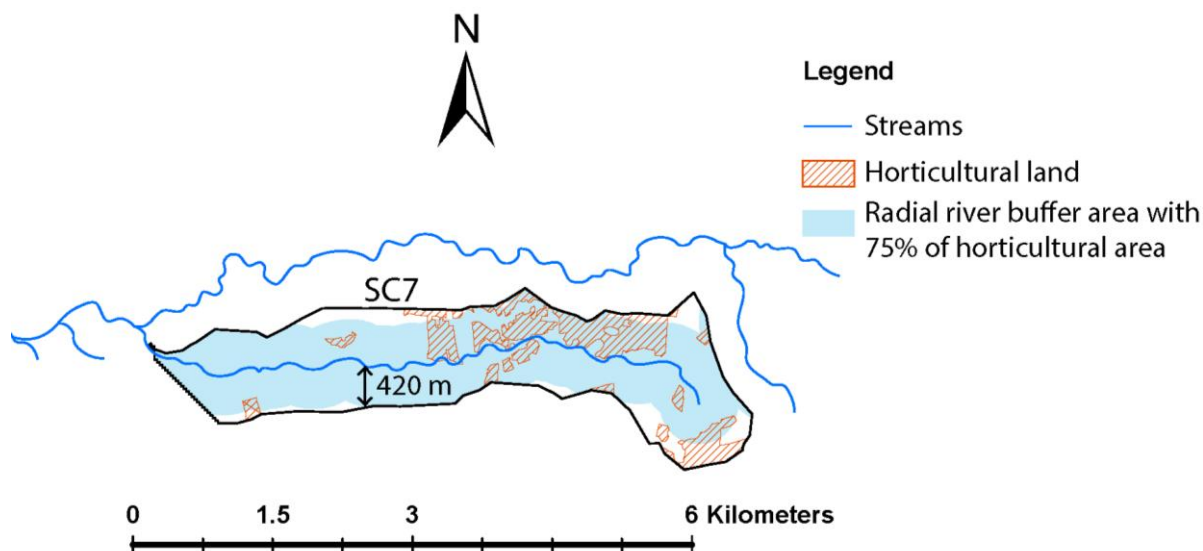 N
Legend
Streams
Horticultural land
Radial river buffer area with
75% of horticultural area
SC7
420 m
0 1.5 3 6 Kilometers